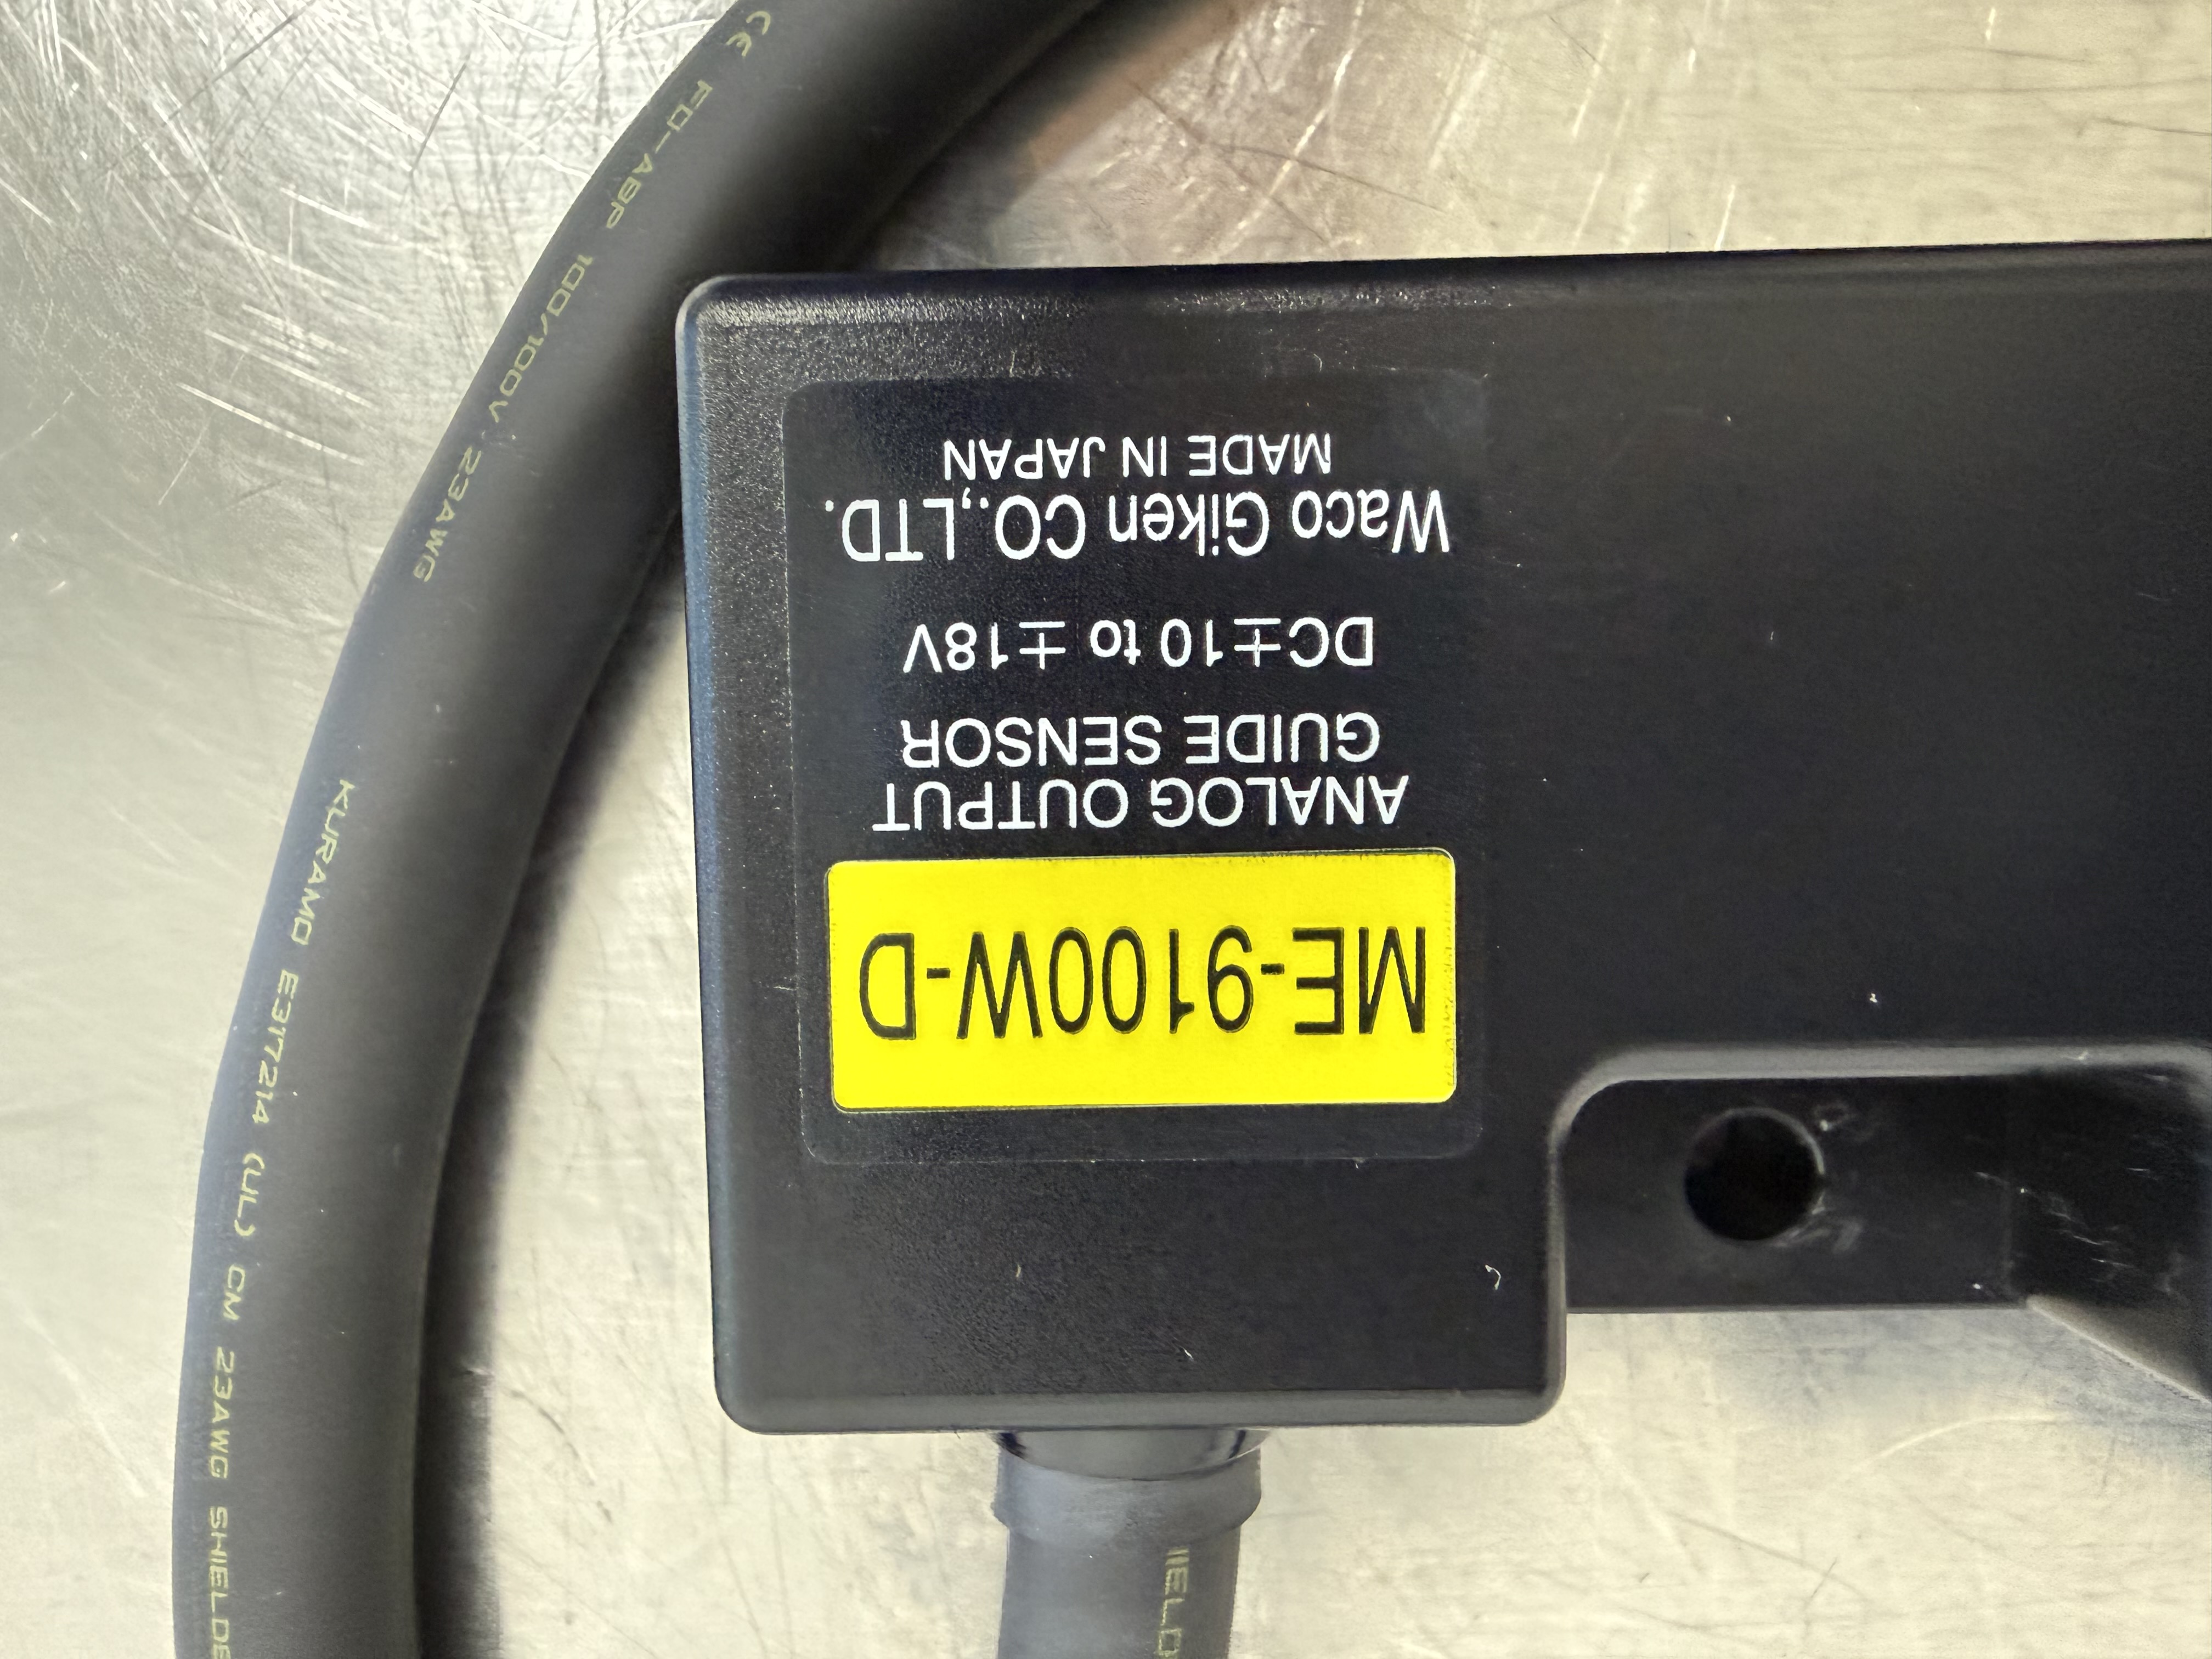 ME-9100W-D
ANALOG OUTPUT
GUIDE SENSOR
DC±10 to ±18V
Waco Giken CO.,LTD.
MADE IN JAPAN
KURAMO E317214 (UL) CM 23AWG SHIELDE
CE FD-ABP 100/100V 23AWG